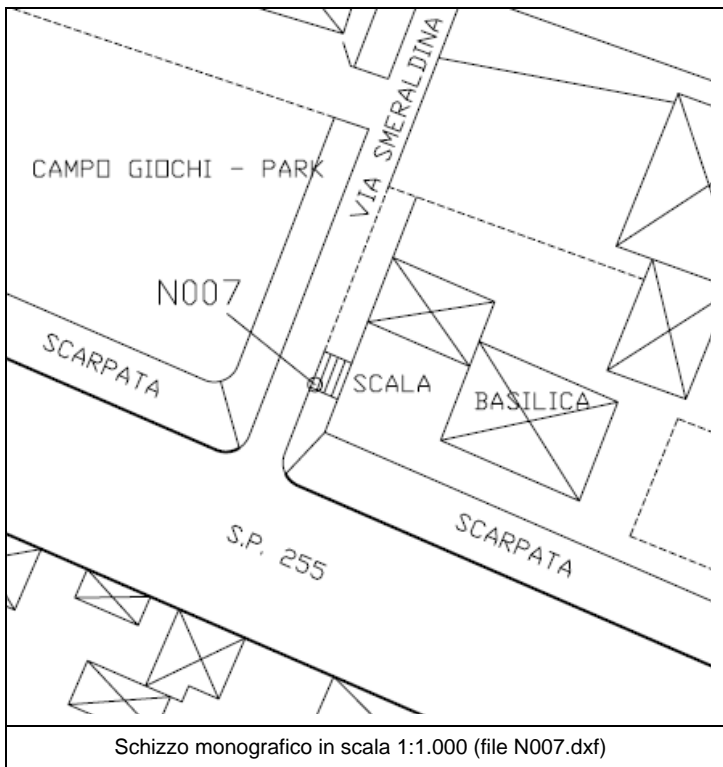 VIA SMERALDINA
CAMPO GIOCHI - PARK
N007
SCARPATA
SCALA
BASILICA
S.P. 255
SCARPATA
Schizzo monografico in scala 1:1.000 (file N007.dxf)